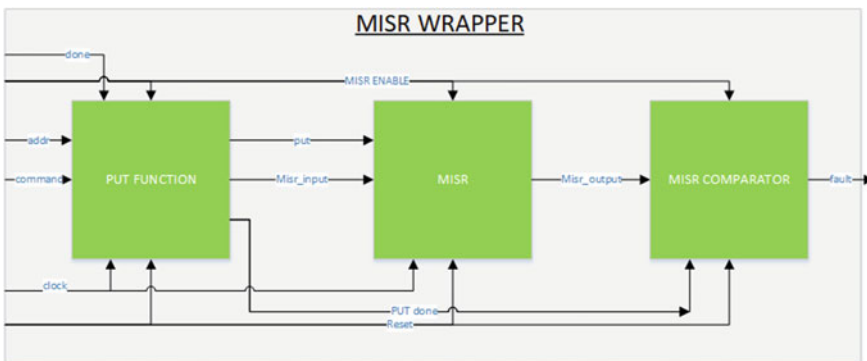 MISR WRAPPER
done
MISR ENABLE
addr
put
command
PUT FUNCTION
Misr_input
MISR
Misr_output
MISR COMPARATOR
fault
clock
PUT done
Reset